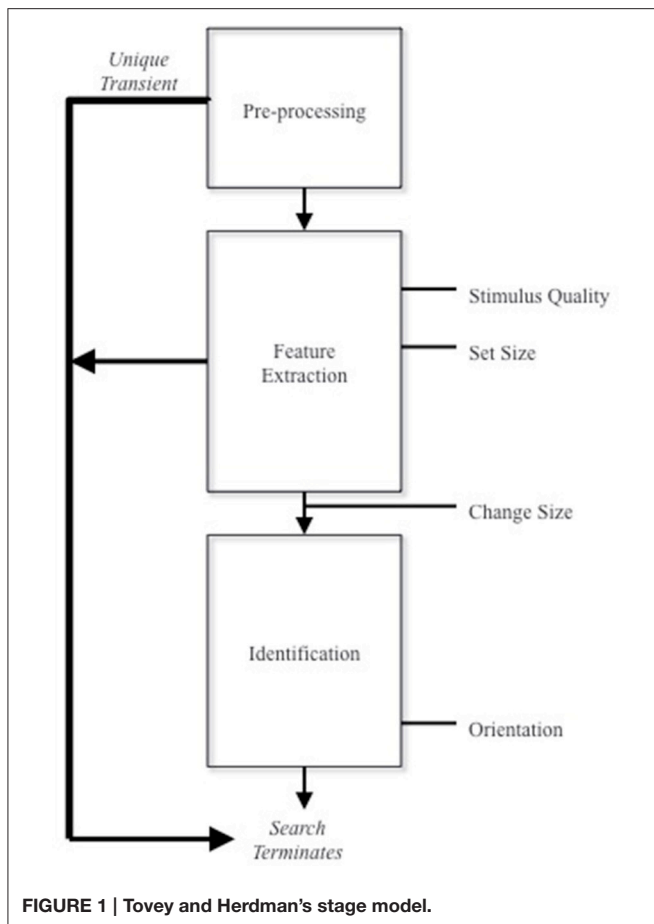 Unique
Transient
Pre-processing
Stimulus Quality
Feature
Extraction
Set Size
Change Size
Identification
Orientation
Search
Terminates
FIGURE 1 | Tovey and Herdman's stage model.